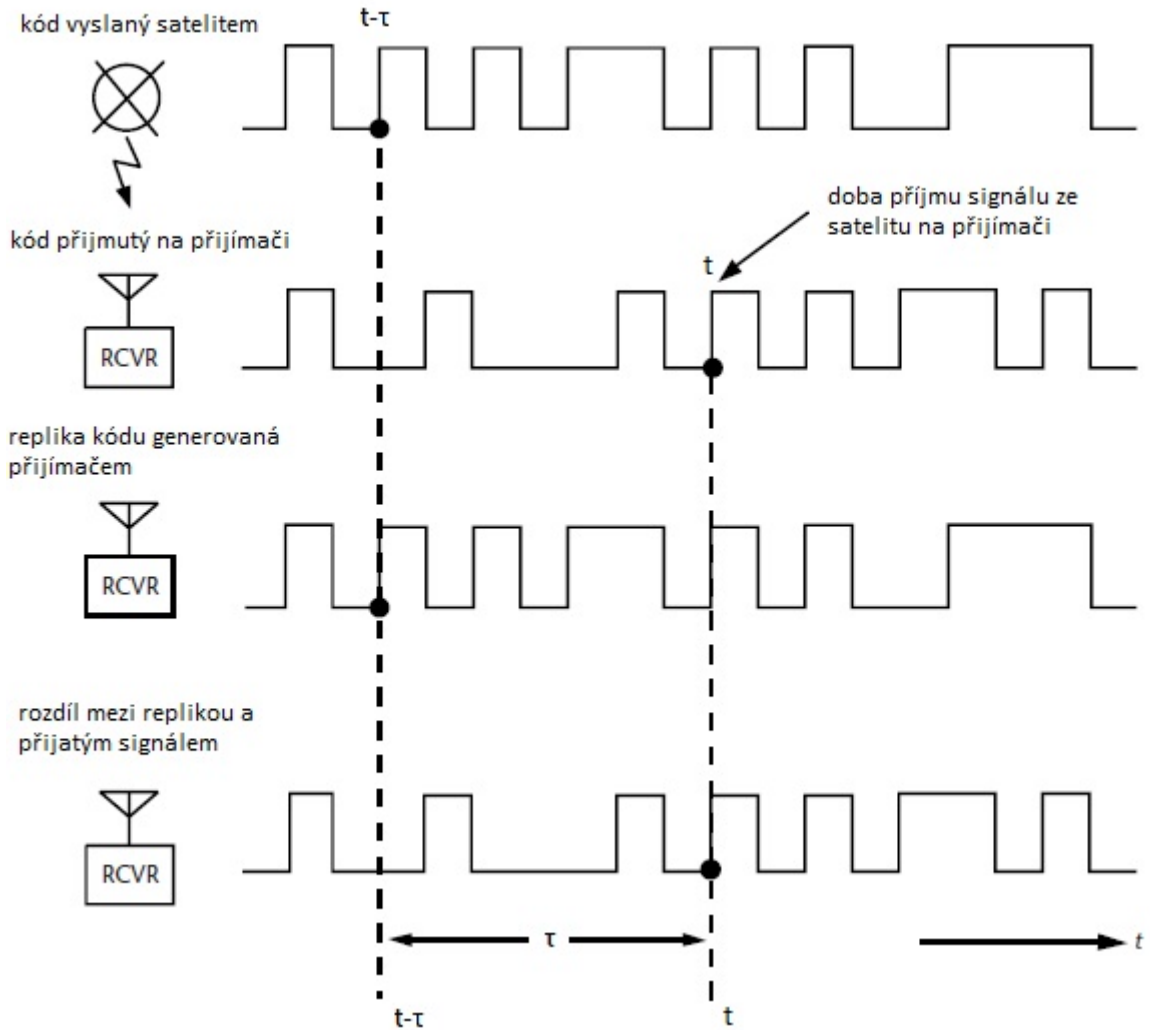 kód vyslaný satelitem
t-τ
doba příjmu signálu ze
satelitu na přijímači
kód přijmutý na přijímači
t
RCVR
replika kódu generovaná
přijímačem
RCVR
rozdíl mezi replikou a
přijatým signálem
RCVR
τ
t
t-τ
t